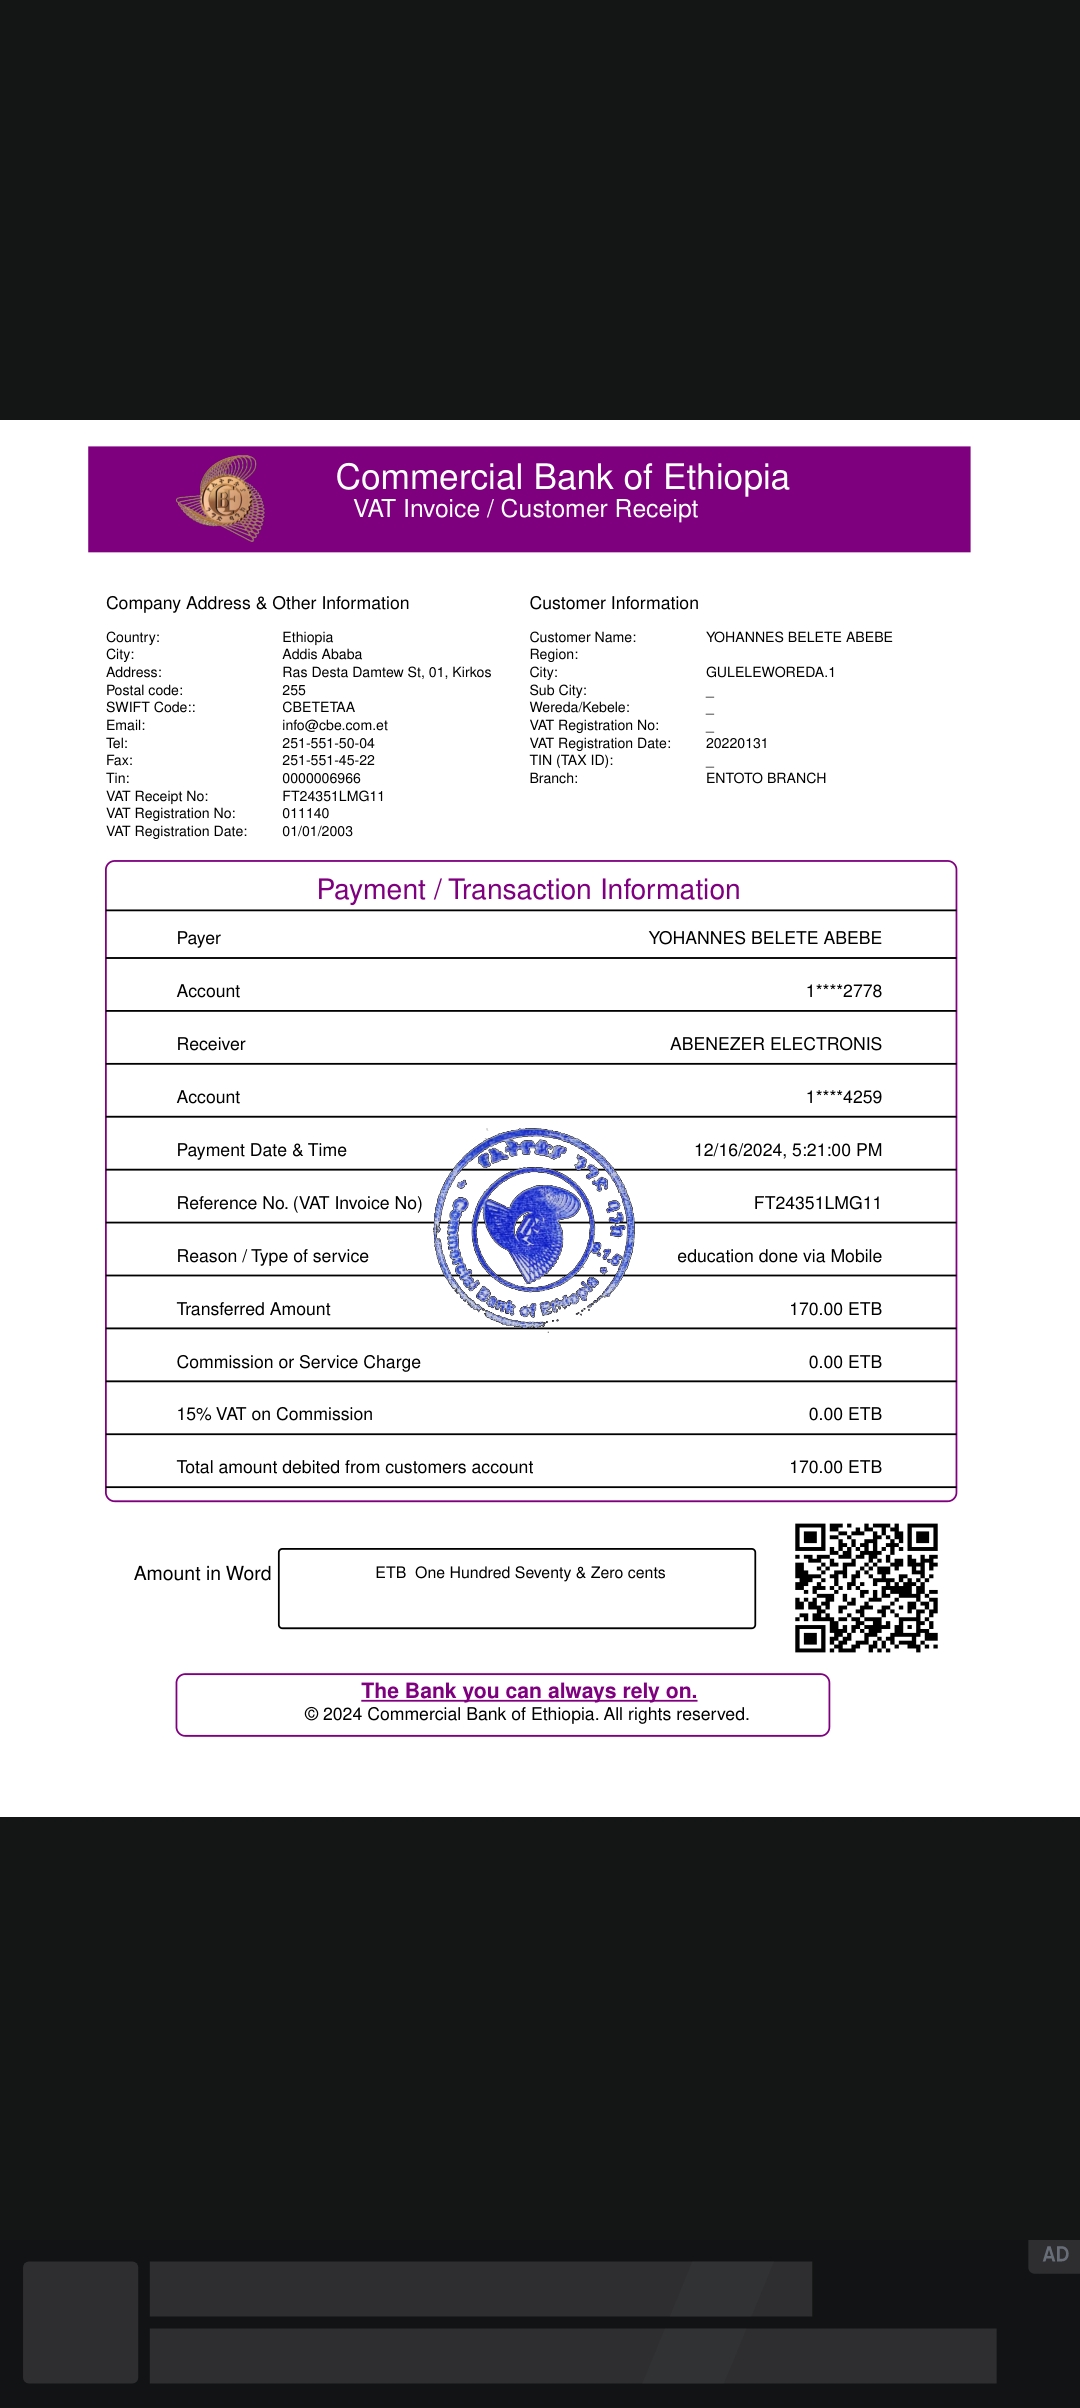 Commercial Bank of Ethiopia
VAT Invoice / Customer Receipt
Company Address & Other Information
Country: Ethiopia
City: Addis Ababa
Address: Ras Desta Damtew St, 01, Kirkos
Postal code: 255
SWIFT Code:: CBETETAA
Email: info@cbe.com.et
Tel: 251-551-50-04
Fax: 251-551-45-22
Tin: 0000006966
VAT Receipt No: FT24351LMG11
VAT Registration No: 011140
VAT Registration Date: 01/01/2003
Customer Information
Customer Name: YOHANNES BELETE ABEBE
Region:
City: GULELEWOREDA.1
Sub City: _
Wereda/Kebele: _
VAT Registration No: _
VAT Registration Date: 20220131
TIN (TAX ID): _
Branch: ENTOTO BRANCH
Payment / Transaction Information
Payer YOHANNES BELETE ABEBE
Account 1****2778
Receiver ABENEZER ELECTRONIS
Account 1****4259
Payment Date & Time 12/16/2024, 5:21:00 PM
Reference No. (VAT Invoice No) FT24351LMG11
Reason / Type of service education done via Mobile
Transferred Amount 170.00 ETB
Commission or Service Charge 0.00 ETB
15% VAT on Commission 0.00 ETB
Total amount debited from customers account 170.00 ETB
የኢትዮጵያ ንግድ ባንክ
Commercial Bank of Ethiopia
Amount in Word ETB One Hundred Seventy & Zero cents
The Bank you can always rely on.
© 2024 Commercial Bank of Ethiopia. All rights reserved.
AD